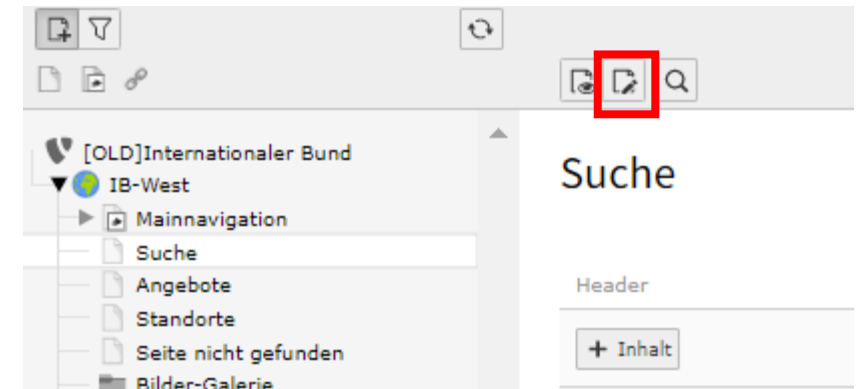 [OLD]Internationaler Bund
IB-West
Mainnavigation
Suche
Angebote
Standorte
Seite nicht gefunden
Bilder-Galerie
Suche
Header
+ Inhalt